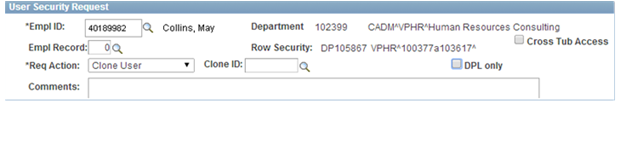 User Security Request
*Empl ID: 40189982 Collins, May Department 102399 CADM^VPHR^Human Resources Consulting
Empl Record: 0 Row Security: DP105867 VPHR^100377a103617^ Cross Tub Access
*Req Action: Clone User Clone ID: DPL only
Comments: